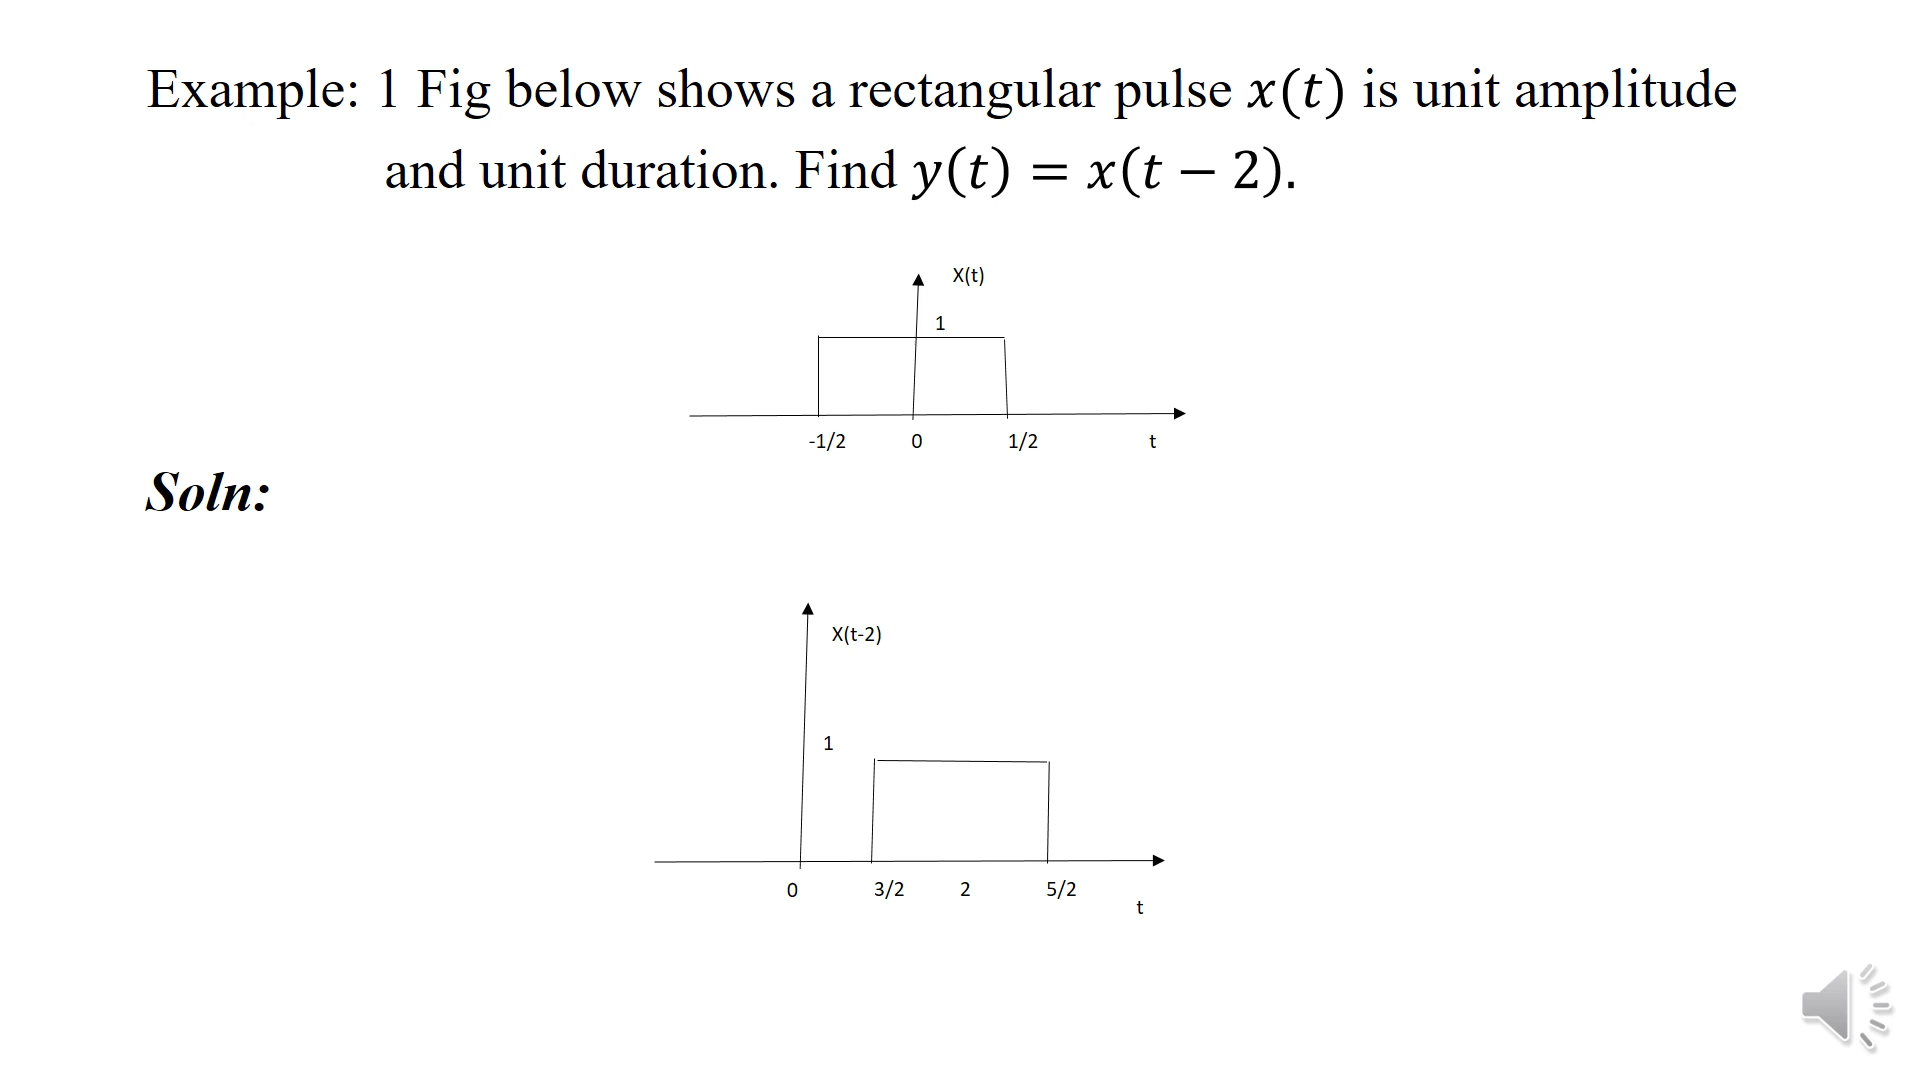 Example: 1 Fig below shows a rectangular pulse x(t) is unit amplitude
and unit duration. Find y(t) = x(t − 2).
X(t)
1
-1/2 0 1/2 t
Soln:
X(t-2)
1
0 3/2 2 5/2
t